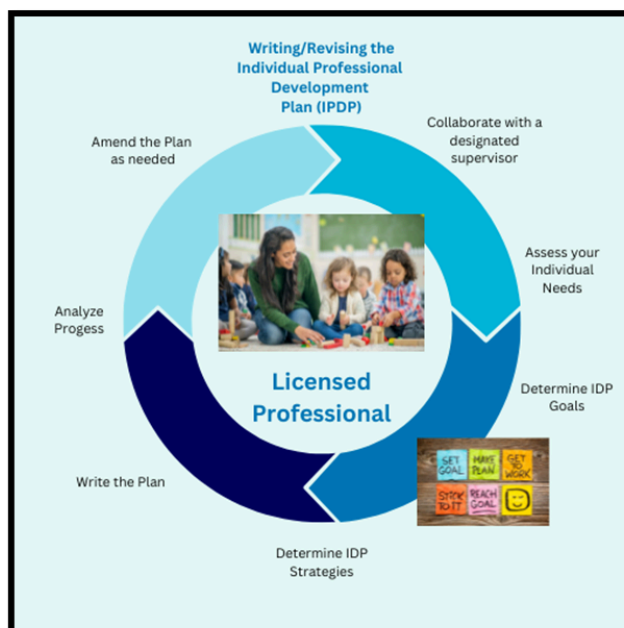 Writing/Revising the
Individual Professional
Development
Plan (IPDP)
Collaborate with a
designated
supervisor
Assess your
Individual
Needs
Determine IDP
Goals
Determine IDP
Strategies
Write the Plan
Analyze
Progess
Amend the Plan
as needed
Licensed
Professional
SET
GOAL
MAKE
PLAN
GET
TO
WORK
STICK
TO IT
REACH
GOAL